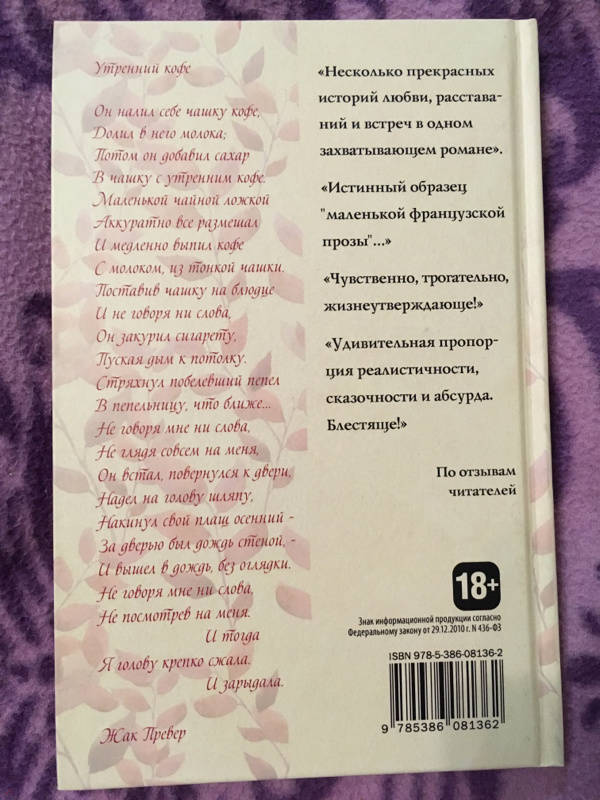 Утренний кофе
Он налил себе чашку кофе,
Долил в него молока;
Потом он добавил сахар
В чашку с утренним кофе.
Маленькой чайной ложкой
Аккуратно все размешал
И медленно выпил кофе
С молоком, из тонкой чашки.
Поставив чашку на блюдце
И не говоря ни слова,
Он закурил сигарету,
Пуская дым к потолку.
Стряхнул побелевший пепел
В пепельницу, что ближе...
Не говоря мне ни слова,
Не глядя совсем на меня,
Он встал, повернулся к двери,
Надел на голову шляпу,
Накинул свой плащ осенний -
За дверью был дождь стеной, -
И вышел в дождь, без оглядки.
Не говоря мне ни слова,
Не посмотрев на меня.
И тогда
Я голову крепко сжала.
И зарыдала.
Жак Превер
«Несколько прекрасных
историй любви, расстава-
ний и встреч в одном
захватывающем романе».
«Истинный образец
"маленькой французской
прозы"...»
«Чувственно, трогательно,
жизнеутверждающе!»
«Удивительная пропор-
ция реалистичности,
сказочности и абсурда.
Блестяще!»
По отзывам
читателей
18+
Знак информационной продукции согласно
Федеральному закону от 29.12.2010 г. N 436-ФЗ
ISBN 978-5-386-08136-2
9 785386 081362